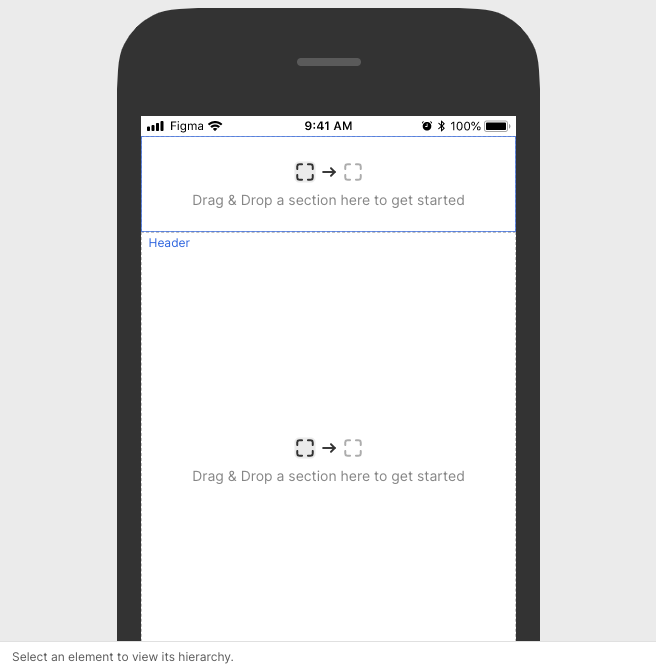 Figma 9:41 AM 100%
Drag & Drop a section here to get started
Header
Drag & Drop a section here to get started
Select an element to view its hierarchy.